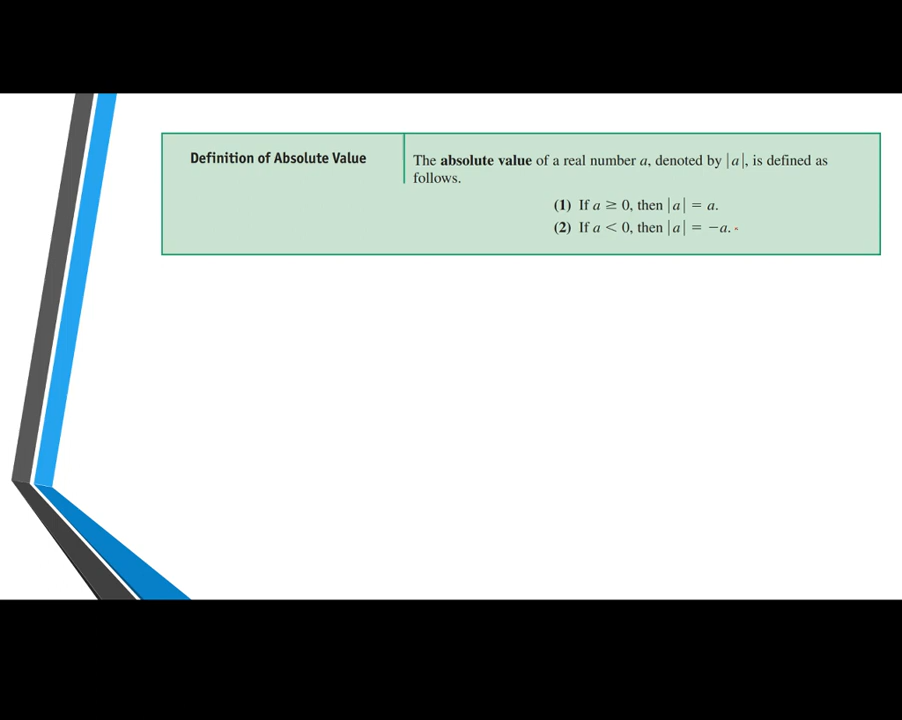 Definition of Absolute Value
The absolute value of a real number a, denoted by |a|, is defined as
follows.
(1) If a ≥ 0, then |a| = a.
(2) If a < 0, then |a| = −a.